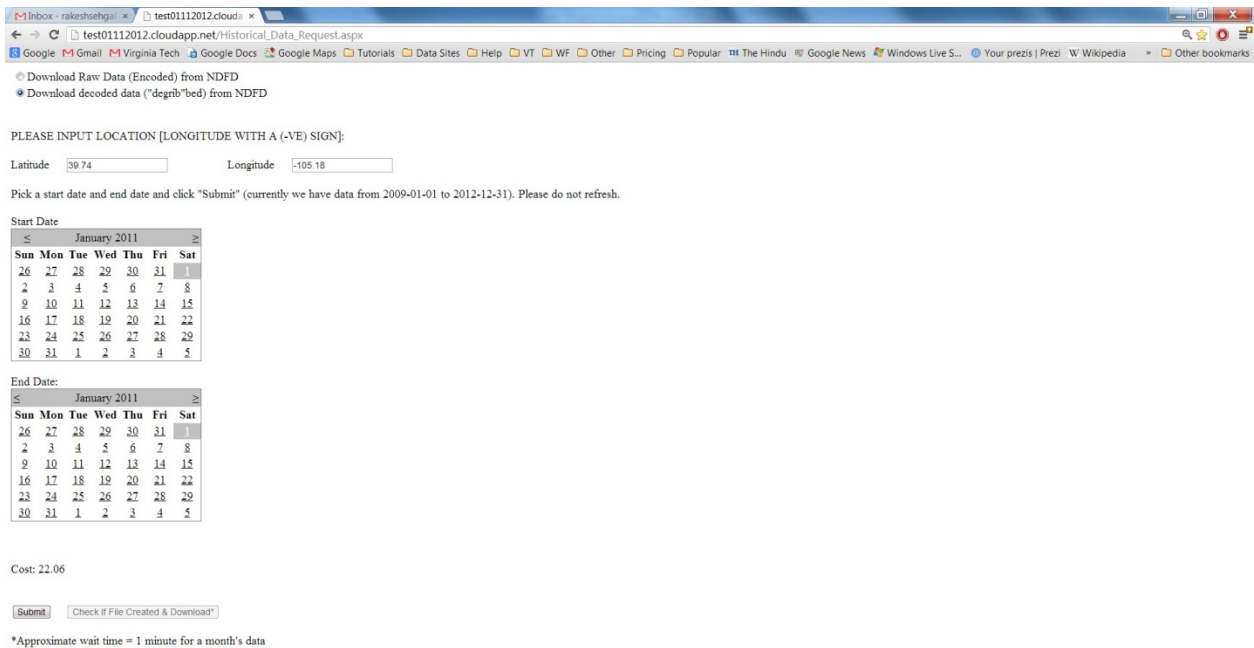 Inbox - rakeshsehgal × test01112012.clouda ×
test01112012.cloudapp.net/Historical_Data_Request.aspx
Google Gmail Virginia Tech Google Docs Google Maps Tutorials Data Sites Help VT WF Other Pricing Popular TH The Hindu Google News Windows Live S... Your prezis | Prezi W Wikipedia » Other bookmarks
Download Raw Data (Encoded) from NDFD
Download decoded data ("degrib"bed) from NDFD
PLEASE INPUT LOCATION [LONGITUDE WITH A (-VE) SIGN]:
Latitude 39.74 Longitude -105.18
Pick a start date and end date and click "Submit" (currently we have data from 2009-01-01 to 2012-12-31). Please do not refresh.
Start Date
≤ January 2011 ≥
Sun Mon Tue Wed Thu Fri Sat
26 27 28 29 30 31 1
2 3 4 5 6 7 8
9 10 11 12 13 14 15
16 17 18 19 20 21 22
23 24 25 26 27 28 29
30 31 1 2 3 4 5
End Date:
≤ January 2011 ≥
Sun Mon Tue Wed Thu Fri Sat
26 27 28 29 30 31 1
2 3 4 5 6 7 8
9 10 11 12 13 14 15
16 17 18 19 20 21 22
23 24 25 26 27 28 29
30 31 1 2 3 4 5
Cost: 22.06
Submit Check If File Created & Download*
*Approximate wait time = 1 minute for a month's data